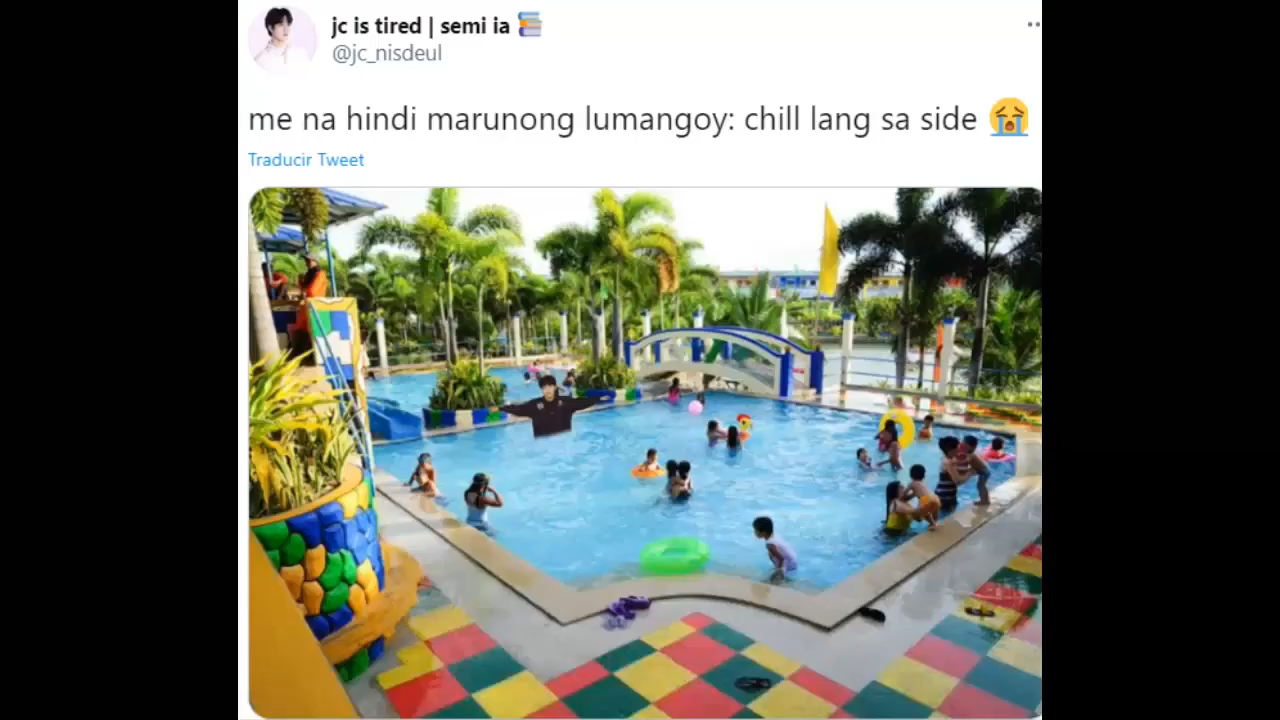 jc is tired | semi ia 📚
@jc_nisdeul
me na hindi marunong lumangoy: chill lang sa side 😭
Traducir Tweet